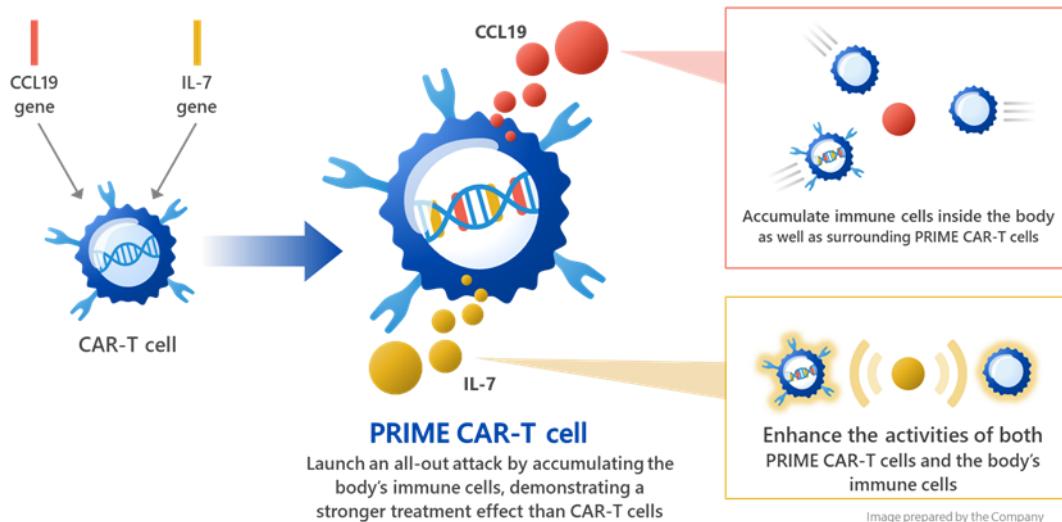 CCL19
gene
IL-7
gene
CAR-T cell
CCL19
IL-7
PRIME CAR-T cell
Launch an all-out attack by accumulating the
body's immune cells, demonstrating a
stronger treatment effect than CAR-T cells
Accumulate immune cells inside the body
as well as surrounding PRIME CAR-T cells
Enhance the activities of both
PRIME CAR-T cells and the body's
immune cells
Image prepared by the Company